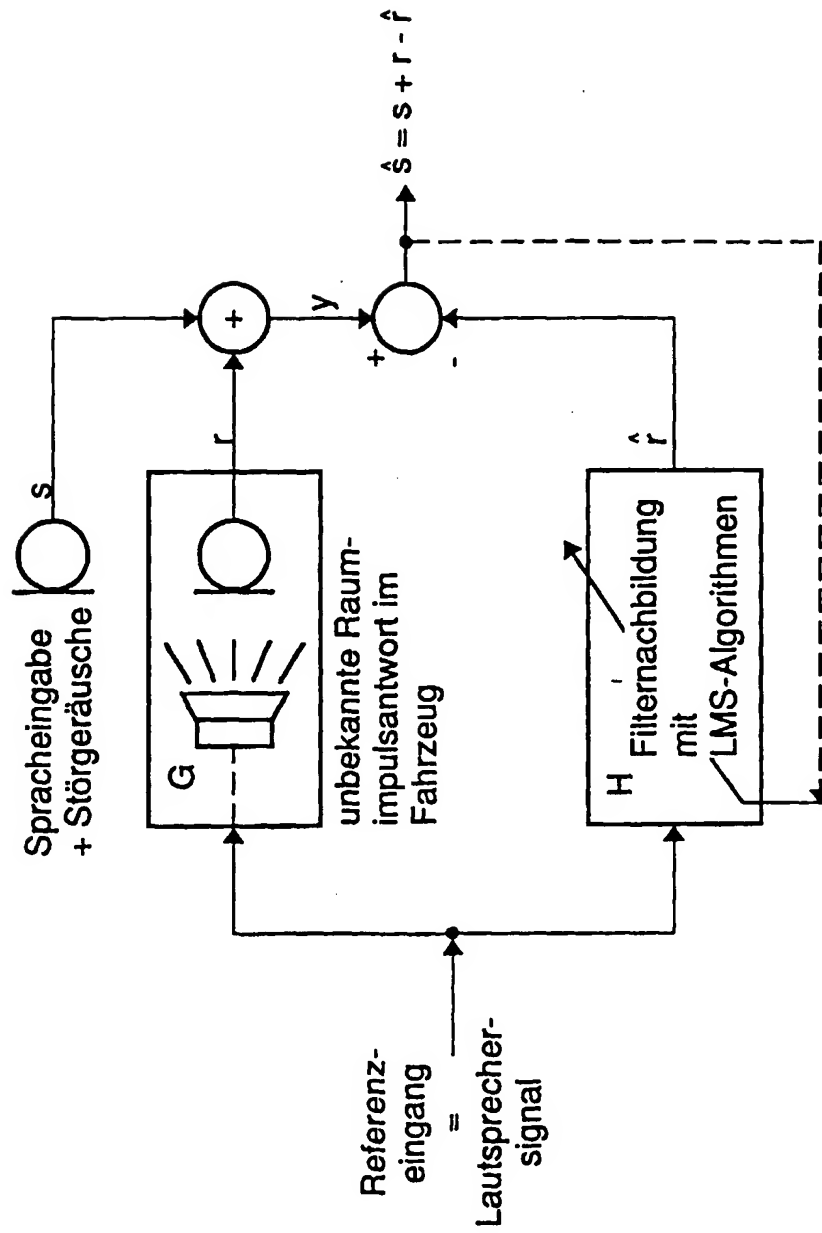 Spracheingabe
+ Störgeräusche
s
G
r
+
y
+
-
ŝ = s + r - r̂
unbekannte Raum-
impulsantwort im
Fahrzeug
Referenz-
eingang
=
Lautsprecher-
signal
H
Filternachbildung
mit
LMS-Algorithmen
r̂